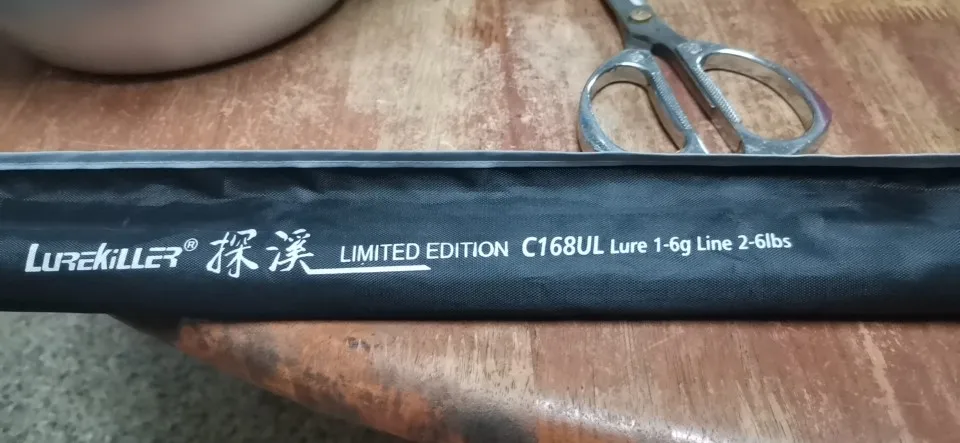 LUREKILLER® 探溪 LIMITED EDITION C168UL Lure 1-6g Line 2-6lbs